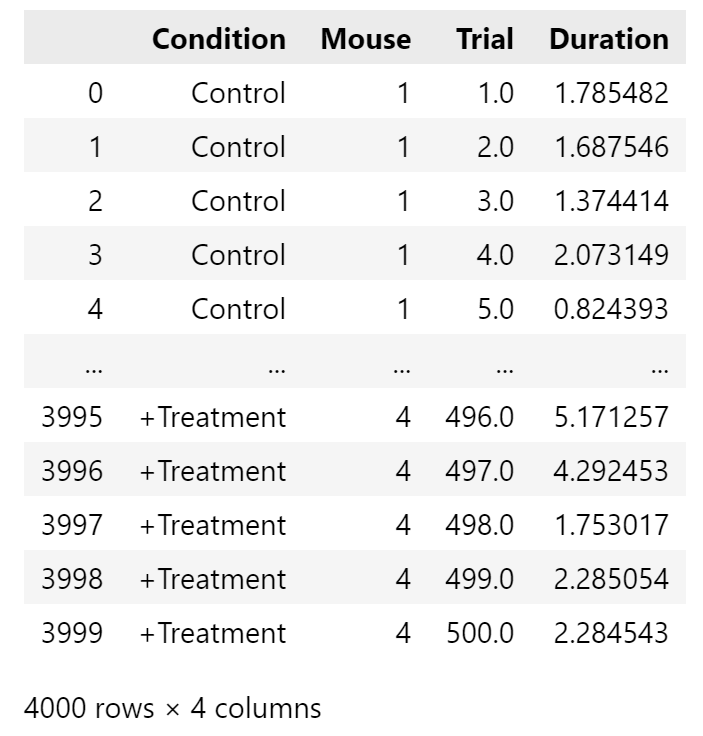 Condition Mouse Trial Duration
0 Control 1 1.0 1.785482
1 Control 1 2.0 1.687546
2 Control 1 3.0 1.374414
3 Control 1 4.0 2.073149
4 Control 1 5.0 0.824393
... ... ... ... ...
3995 +Treatment 4 496.0 5.171257
3996 +Treatment 4 497.0 4.292453
3997 +Treatment 4 498.0 1.753017
3998 +Treatment 4 499.0 2.285054
3999 +Treatment 4 500.0 2.284543
4000 rows × 4 columns